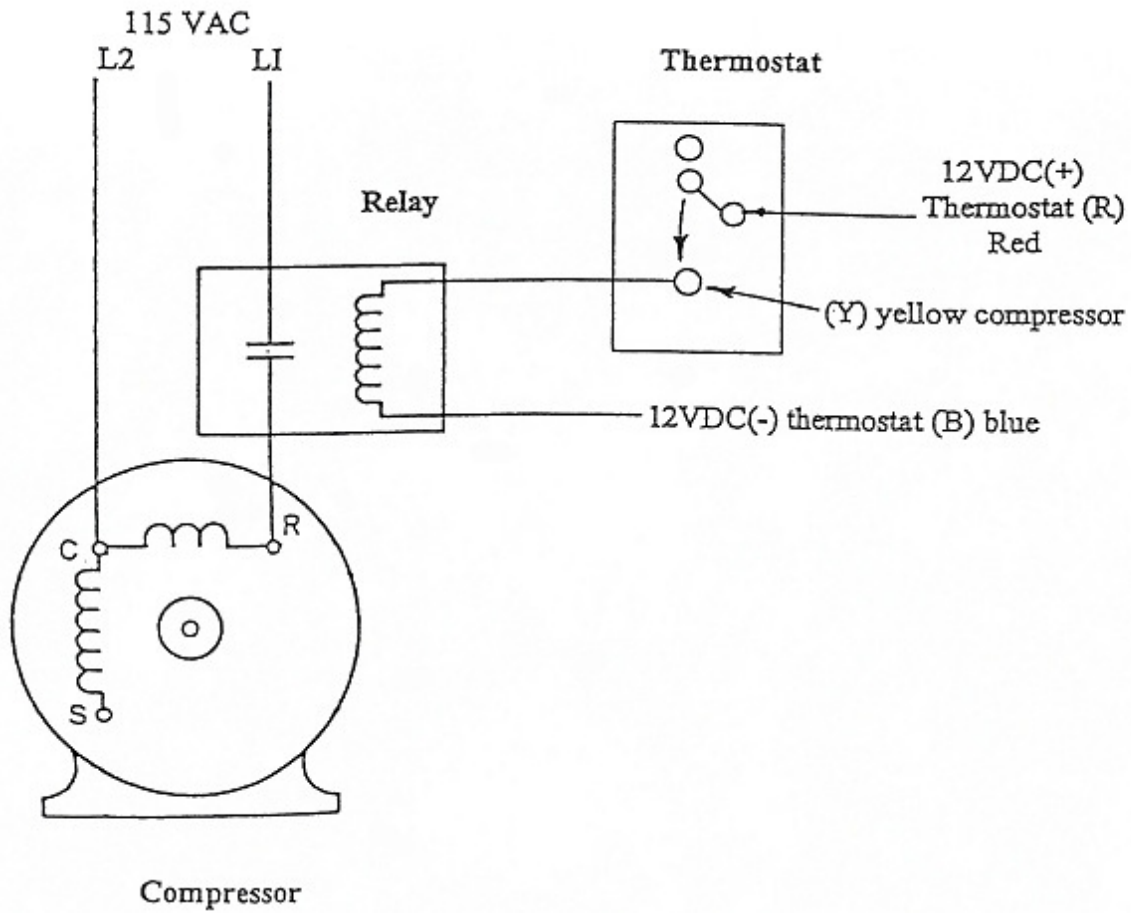 115 VAC
L2 LI
Thermostat
12VDC(+)
Thermostat (R)
Red
Relay
(Y) yellow compressor
12VDC(-) thermostat (B) blue
C
R
S
Compressor